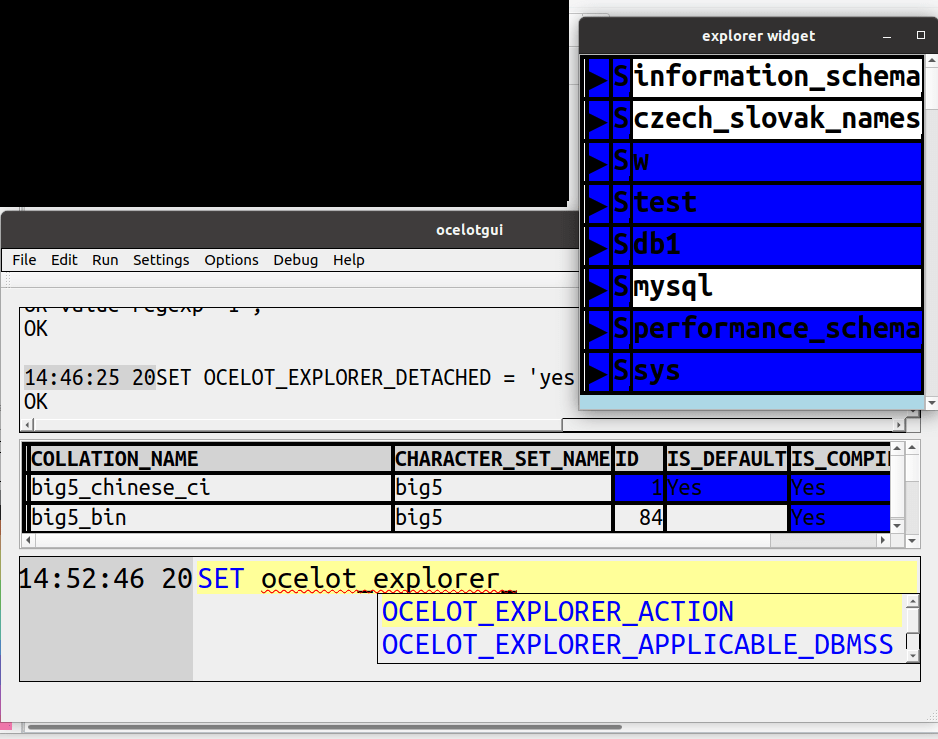 explorer widget
S information_schema
S czech_slovak_names
S w
S test
S db1
S mysql
S performance_schema
S sys
ocelotgui
File Edit Run Settings Options Debug Help
OK
14:46:25 20SET OCELOT_EXPLORER_DETACHED = 'yes
OK
COLLATION_NAME CHARACTER_SET_NAME ID IS_DEFAULT IS_COMPI
big5_chinese_ci big5 1 Yes Yes
big5_bin big5 84 Yes
14:52:46 20 SET ocelot_explorer_
OCELOT_EXPLORER_ACTION
OCELOT_EXPLORER_APPLICABLE_DBMSS